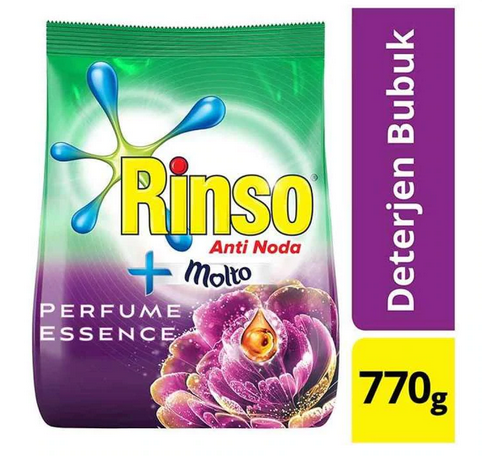 Rinso
®
Anti Noda
+ Molto
PERFUME
ESSENCE
Deterjen Bubuk
770g